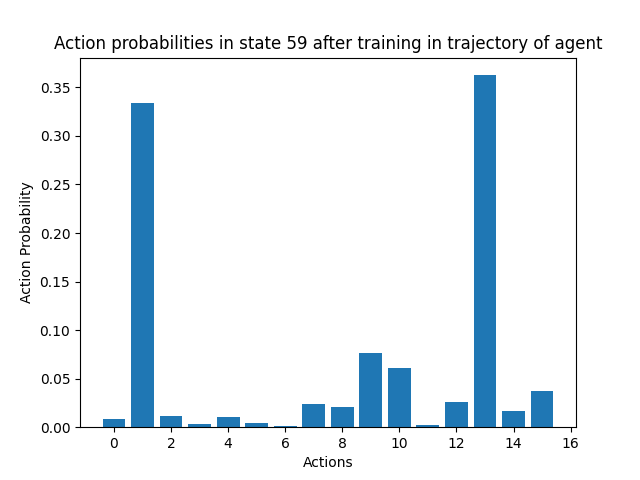 Action probabilities in state 59 after training in trajectory of agent
0.35
0.30
0.25
0.20
0.15
0.10
0.05
0.00
Action Probability
0 2 4 6 8 10 12 14 16
Actions